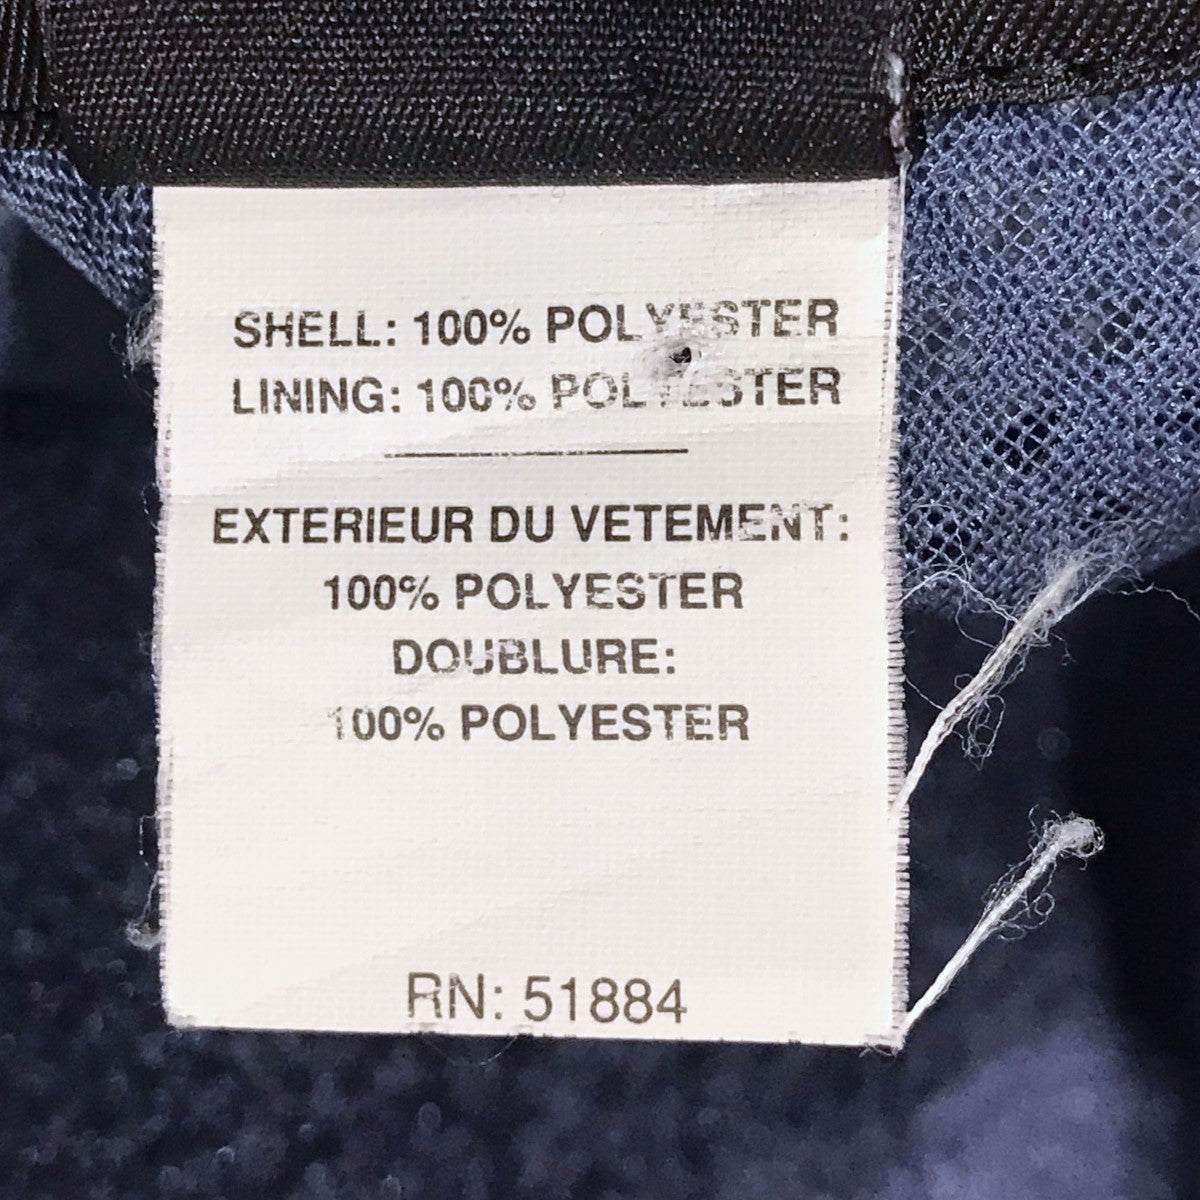 SHELL: 100% POLYESTER
LINING: 100% POLYESTER
EXTERIEUR DU VETEMENT:
100% POLYESTER
DOUBLURE:
100% POLYESTER
RN: 51884